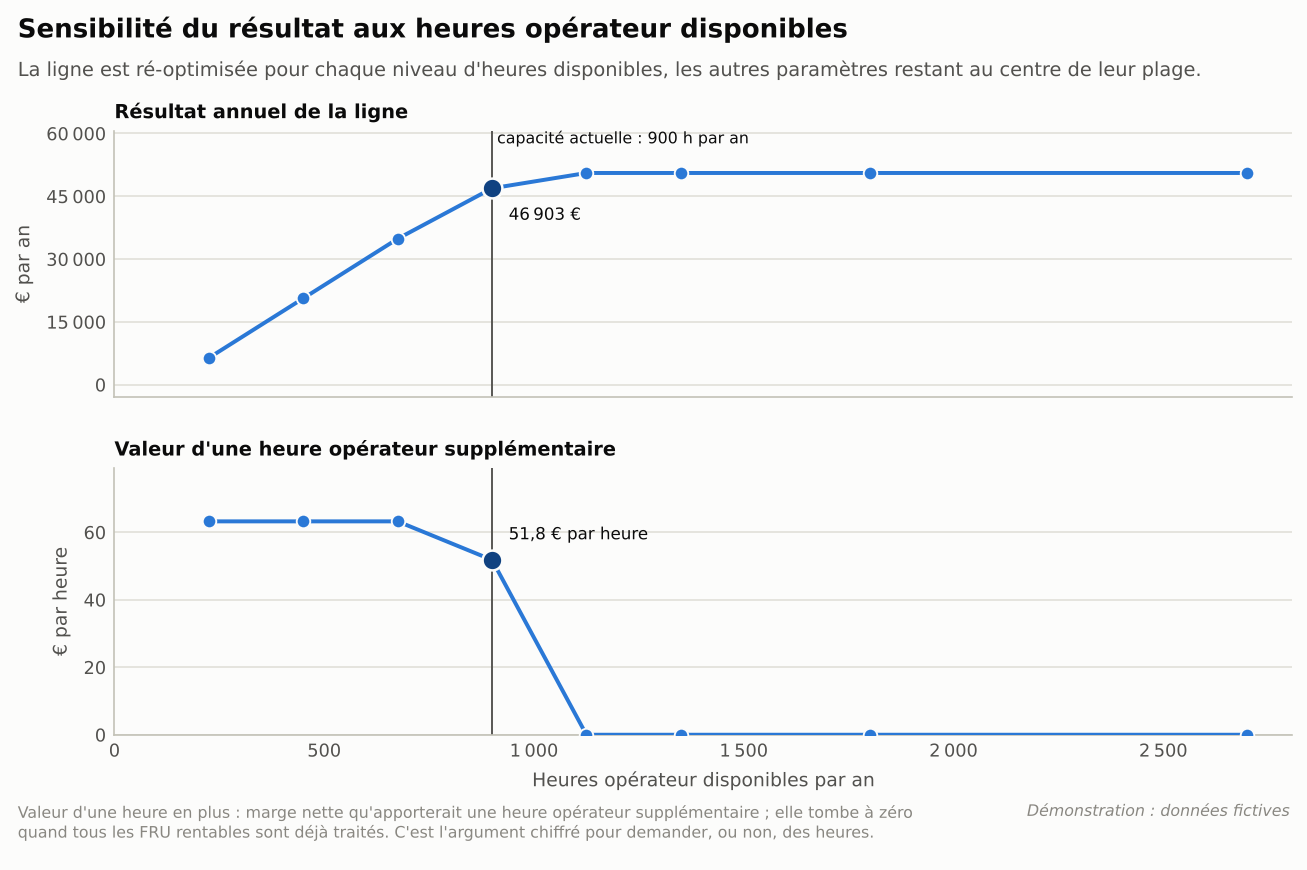 Sensibilité du résultat aux heures opérateur disponibles
La ligne est ré-optimisée pour chaque niveau d'heures disponibles, les autres paramètres restant au centre de leur plage.
Résultat annuel de la ligne
60 000
capacité actuelle : 900 h par an
45 000
46 903 €
30 000
15 000
0
€ par an
Valeur d'une heure opérateur supplémentaire
60
51,8 € par heure
40
20
0
€ par heure
0 500 1 000 1 500 2 000 2 500
Heures opérateur disponibles par an
Valeur d'une heure en plus : marge nette qu'apporterait une heure opérateur supplémentaire ; elle tombe à zéro
quand tous les FRU rentables sont déjà traités. C'est l'argument chiffré pour demander, ou non, des heures.
Démonstration : données fictives